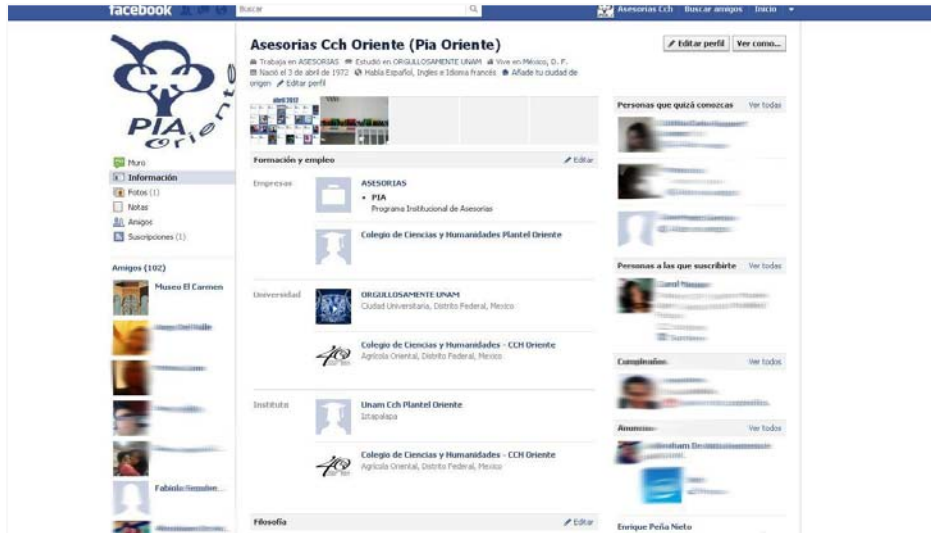 facebook
Buscar
Asesorias Cch Buscar amigos Inicio
Asesorias Cch Oriente (Pia Oriente)
Editar perfil Ver como...
Trabaja en ASESORIAS Estudió en ORGULLOSAMENTE UNAM Vive en México, D. F.
Nació el 3 de abril de 1972 Habla Español, Ingles e Idioma francés Añade tu ciudad de
origen Editar perfil
PIA
Oriente
abril 2012
Muro
Información
Fotos (1)
Notas
Amigos
Suscripciones (1)
Amigos (102)
Museo El Carmen
Fabiola
Formación y empleo Editar
Empresas
ASESORIAS
• PIA
Programa Institucional de Asesorias
Colegio de Ciencias y Humanidades Plantel Oriente
Universidad
ORGULLOSAMENTE UNAM
Ciudad Universitaria, Distrito Federal, Mexico
40
Colegio de Ciencias y Humanidades - CCH Oriente
Agrícola Oriental, Distrito Federal, Mexico
Instituto
Unam Cch Plantel Oriente
Iztapalapa
40
Colegio de Ciencias y Humanidades - CCH Oriente
Agrícola Oriental, Distrito Federal, Mexico
Filosofía Editar
Personas que quizá conozcas Ver todas
Personas a las que suscribirte Ver todas
Cumpleaños Ver todos
Anuncios Ver todos
Enrique Peña Nieto